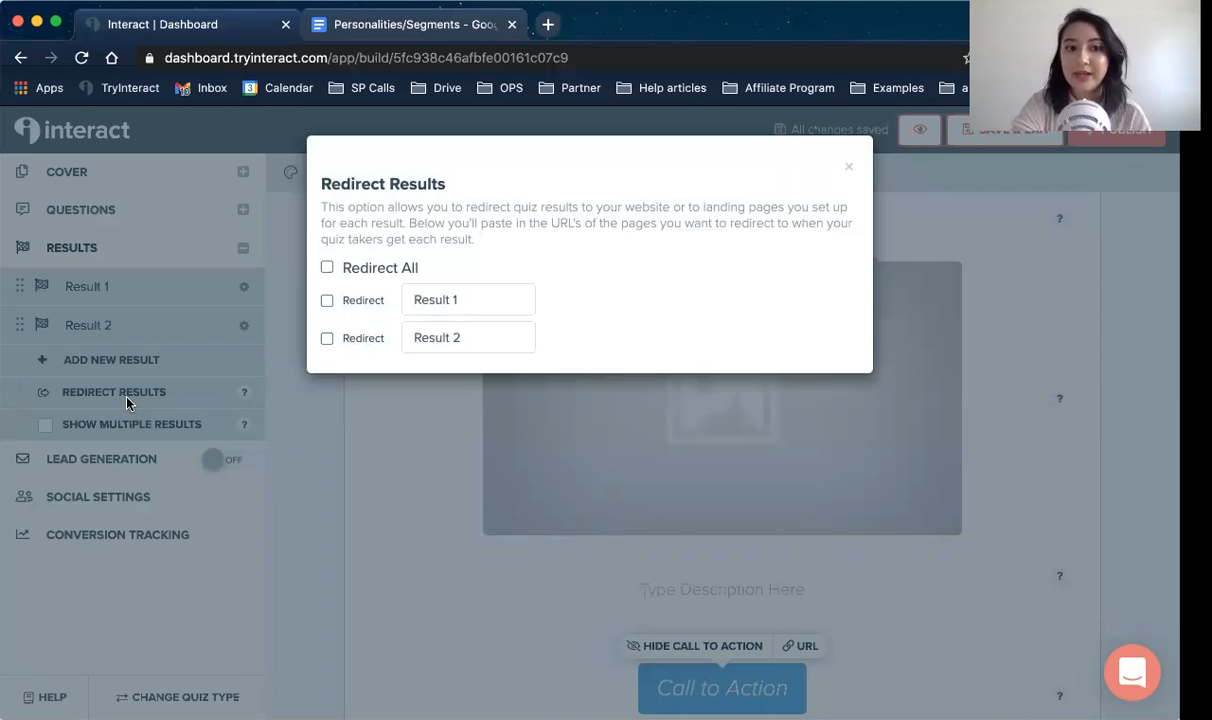 Interact | Dashboard
Personalities/Segments - Goo
dashboard.tryinteract.com/app/build/5fc938c46afbfe00161c07c9
Apps TryInteract Inbox Calendar SP Calls Drive OPS Partner Help articles Affiliate Program Examples a
interact
All changes saved
SAVE & EXIT
PUBLISH
COVER
QUESTIONS
RESULTS
Result 1
Result 2
ADD NEW RESULT
REDIRECT RESULTS ?
SHOW MULTIPLE RESULTS ?
LEAD GENERATION OFF
SOCIAL SETTINGS
CONVERSION TRACKING
HELP
CHANGE QUIZ TYPE
×
Redirect Results
This option allows you to redirect quiz results to your website or to landing pages you set up
for each result. Below you'll paste in the URL's of the pages you want to redirect to when your
quiz takers get each result.
Redirect All
Redirect Result 1
Redirect Result 2
?
?
?
Type Description Here
HIDE CALL TO ACTION URL
Call to Action
?